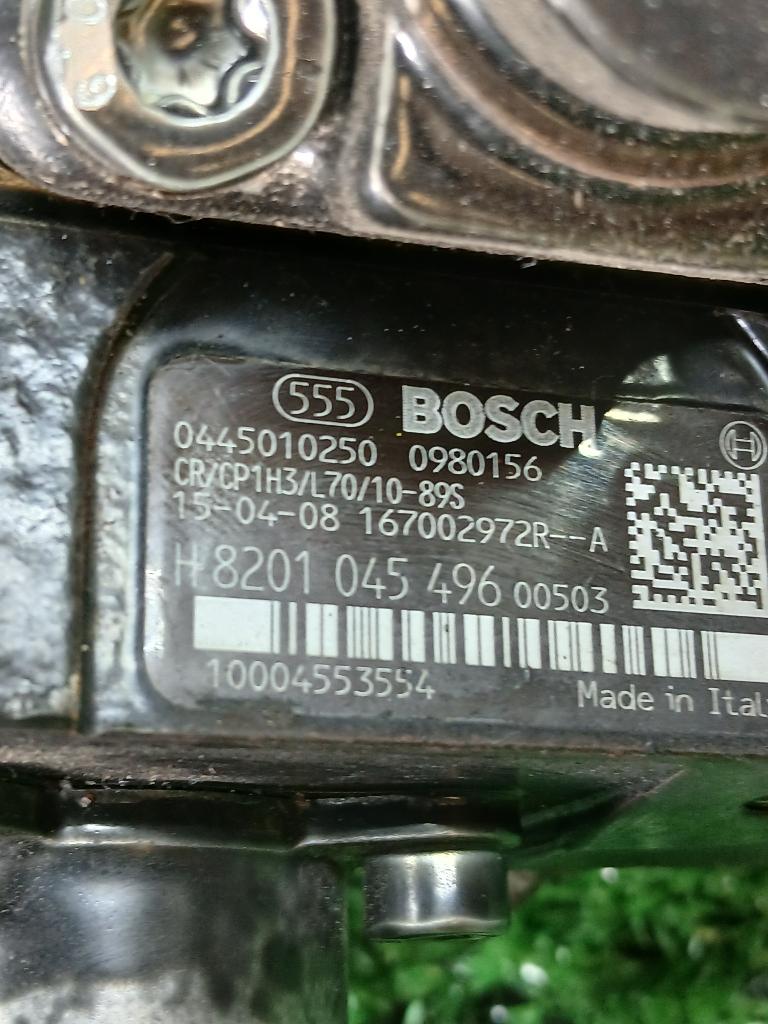 555 BOSCH H
0445010250 0980156
CR/CP1H3/L70/10-89S
15-04-08 167002972R--A
H8201 045 496 00503
10004553554
Made in Ital